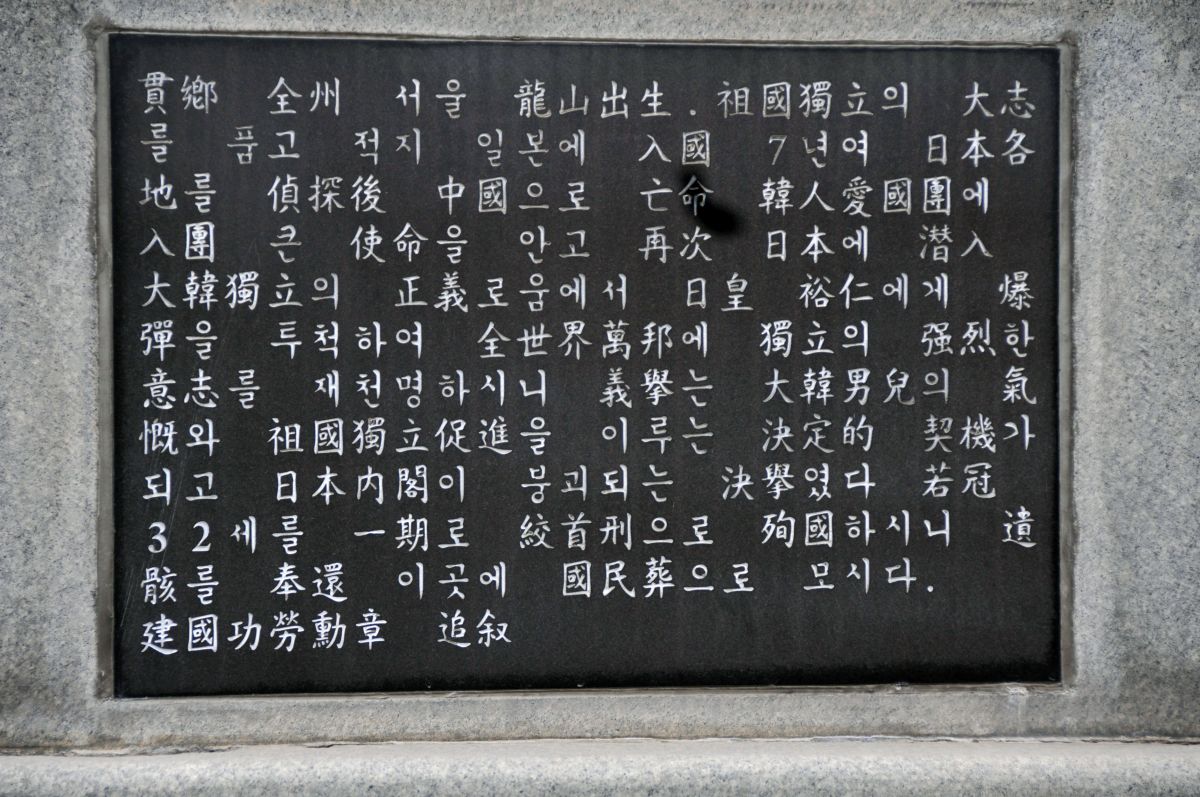 貫鄕 全州 서울 龍山出生. 祖國獨立의 大志
를 품고 적지 일본에 入國 7년여 日本各
地를 偵探後 中國으로 亡命 韓人愛國團에
入團 큰 使命을 안고 再次 日本에 潜入
大韓獨立의 正義로움에서 日皇 裕仁에게 爆
彈을 투척하여 全世界萬邦에 獨立의 强烈한
意志를 재천명하시니 義擧는 大韓男兒의 氣
慨와 祖國獨立促進을 이루는 決定的 契機가
되고 日本内閣이 붕괴되는 決擧였다 若冠
32세를 一期로 絞首刑으로 殉國하시니 遺
骸를 奉還 이곳에 國民葬으로 모시다.
建國功勞勳章 追叙